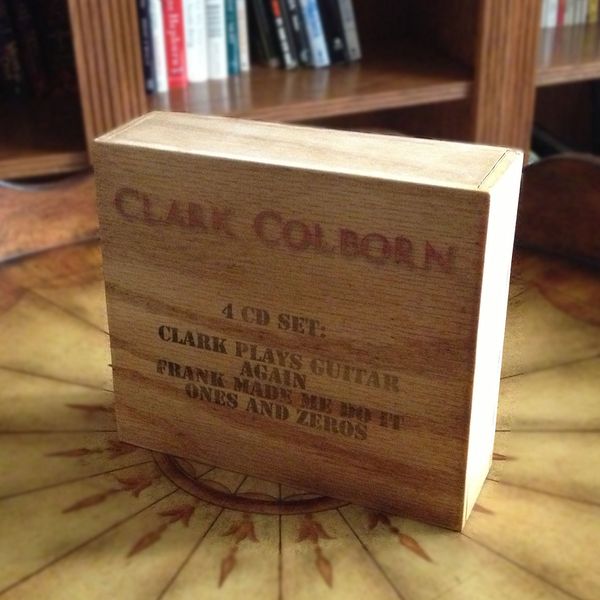 CLARK COLBORN
4 CD SET:
CLARK PLAYS GUITAR
AGAIN
FRANK MADE ME DO IT
ONES AND ZEROS